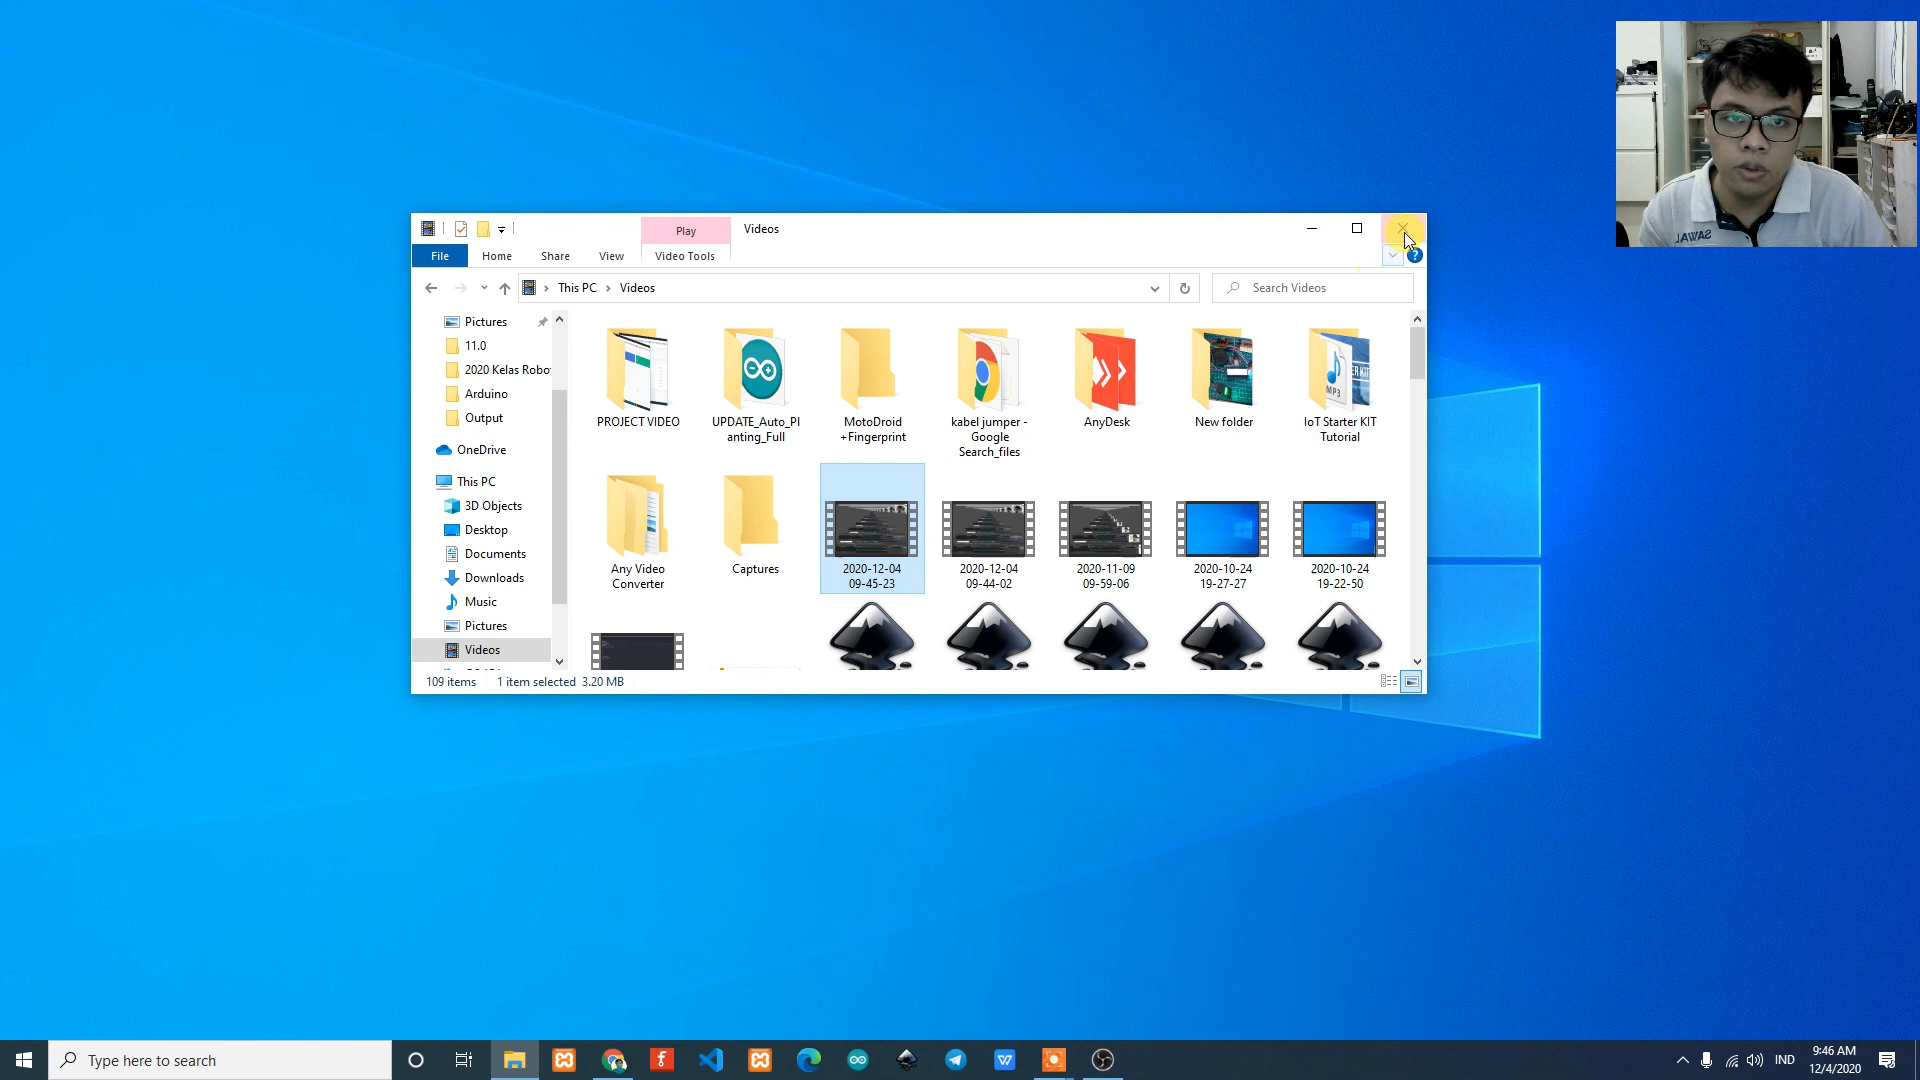 Play
Videos
File
Home
Share
View
Video Tools
This PC
Videos
Search Videos
Pictures
11.0
2020 Kelas Robo
Arduino
Output
OneDrive
This PC
3D Objects
Desktop
Documents
Downloads
Music
Pictures
Videos
PROJECT VIDEO
UPDATE_Auto_Pl
anting_Full
MotoDroid
+Fingerprint
kabel jumper -
Google
Search_files
AnyDesk
New folder
MP3
IoT Starter KIT
Tutorial
Any Video
Converter
Captures
2020-12-04
09-45-23
2020-12-04
09-44-02
2020-11-09
09-59-06
2020-10-24
19-27-27
2020-10-24
19-22-50
109 items
1 item selected
3.20 MB
Type here to search
IND
9:46 AM
12/4/2020